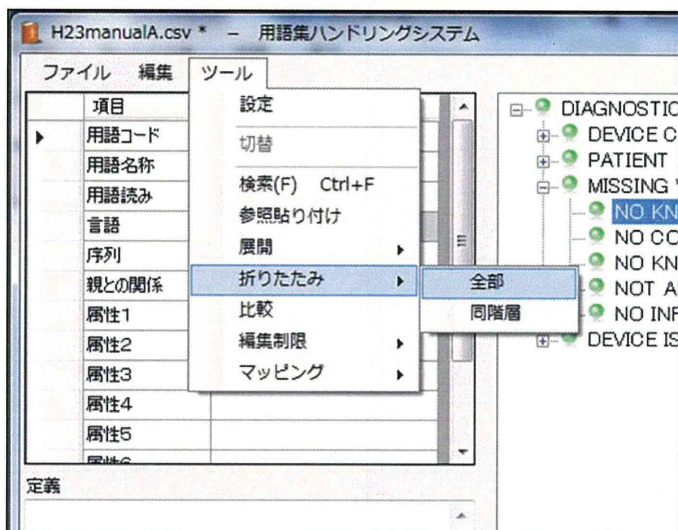 H23manualA.csv * – 用語集ハンドリングシステム
ファイル 編集 ツール
項目
用語コード
用語名称
用語読み
言語
序列
親との関係
属性1
属性2
属性3
属性4
属性5
定義
設定
切替
検索(F) Ctrl+F
参照貼り付け
展開
折りたたみ
比較
編集制限
マッピング
全部
同階層
DIAGNOSTIC
DEVICE C
PATIENT
MISSING
NO KN
NO CO
NO KN
NOT A
NO INF
DEVICE IS